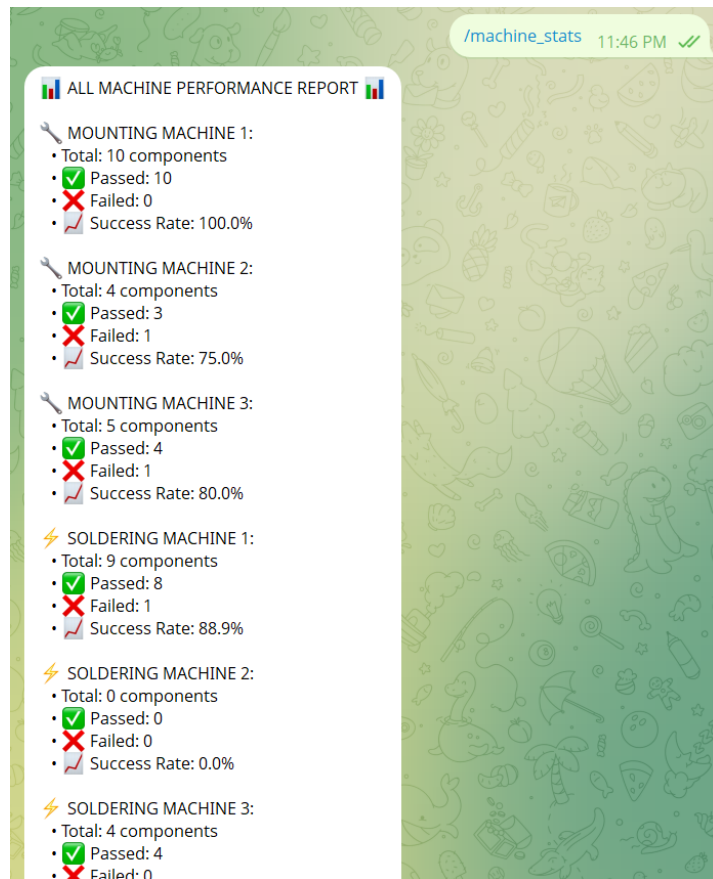 /machine_stats 11:46 PM
📊 ALL MACHINE PERFORMANCE REPORT 📊
🔧 MOUNTING MACHINE 1:
• Total: 10 components
• ✅ Passed: 10
• ❌ Failed: 0
• 📈 Success Rate: 100.0%
🔧 MOUNTING MACHINE 2:
• Total: 4 components
• ✅ Passed: 3
• ❌ Failed: 1
• 📈 Success Rate: 75.0%
🔧 MOUNTING MACHINE 3:
• Total: 5 components
• ✅ Passed: 4
• ❌ Failed: 1
• 📈 Success Rate: 80.0%
⚡ SOLDERING MACHINE 1:
• Total: 9 components
• ✅ Passed: 8
• ❌ Failed: 1
• 📈 Success Rate: 88.9%
⚡ SOLDERING MACHINE 2:
• Total: 0 components
• ✅ Passed: 0
• ❌ Failed: 0
• 📈 Success Rate: 0.0%
⚡ SOLDERING MACHINE 3:
• Total: 4 components
• ✅ Passed: 4
• ❌ Failed: 0